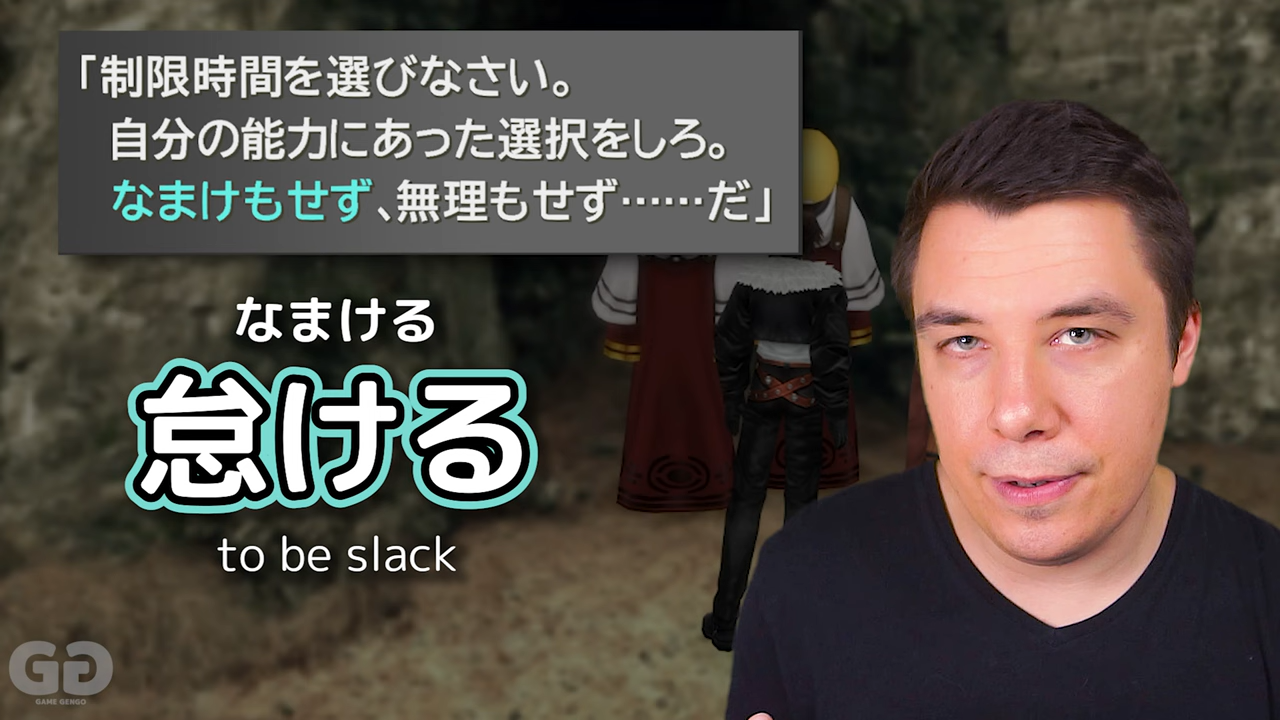 「制限時間を選びなさい。
自分の能力にあった選択をしろ。
なまけもせず、無理もせず……だ」
なまける
怠ける
to be slack
GG
GAME GENGO